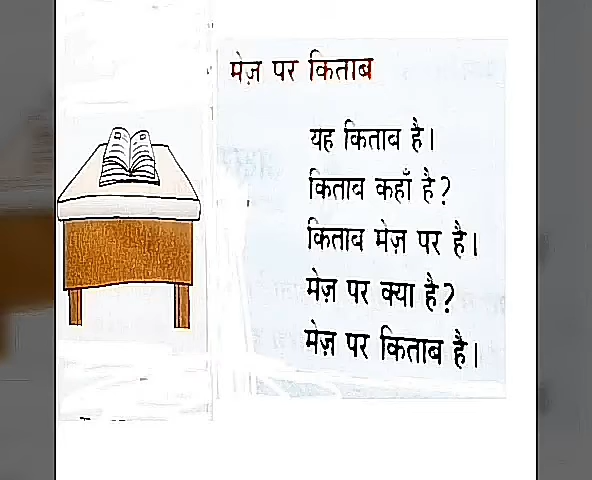 मेज़ पर किताब
यह किताब है।
किताब कहाँ है?
किताब मेज़ पर है।
मेज़ पर क्या है?
मेज़ पर किताब है।